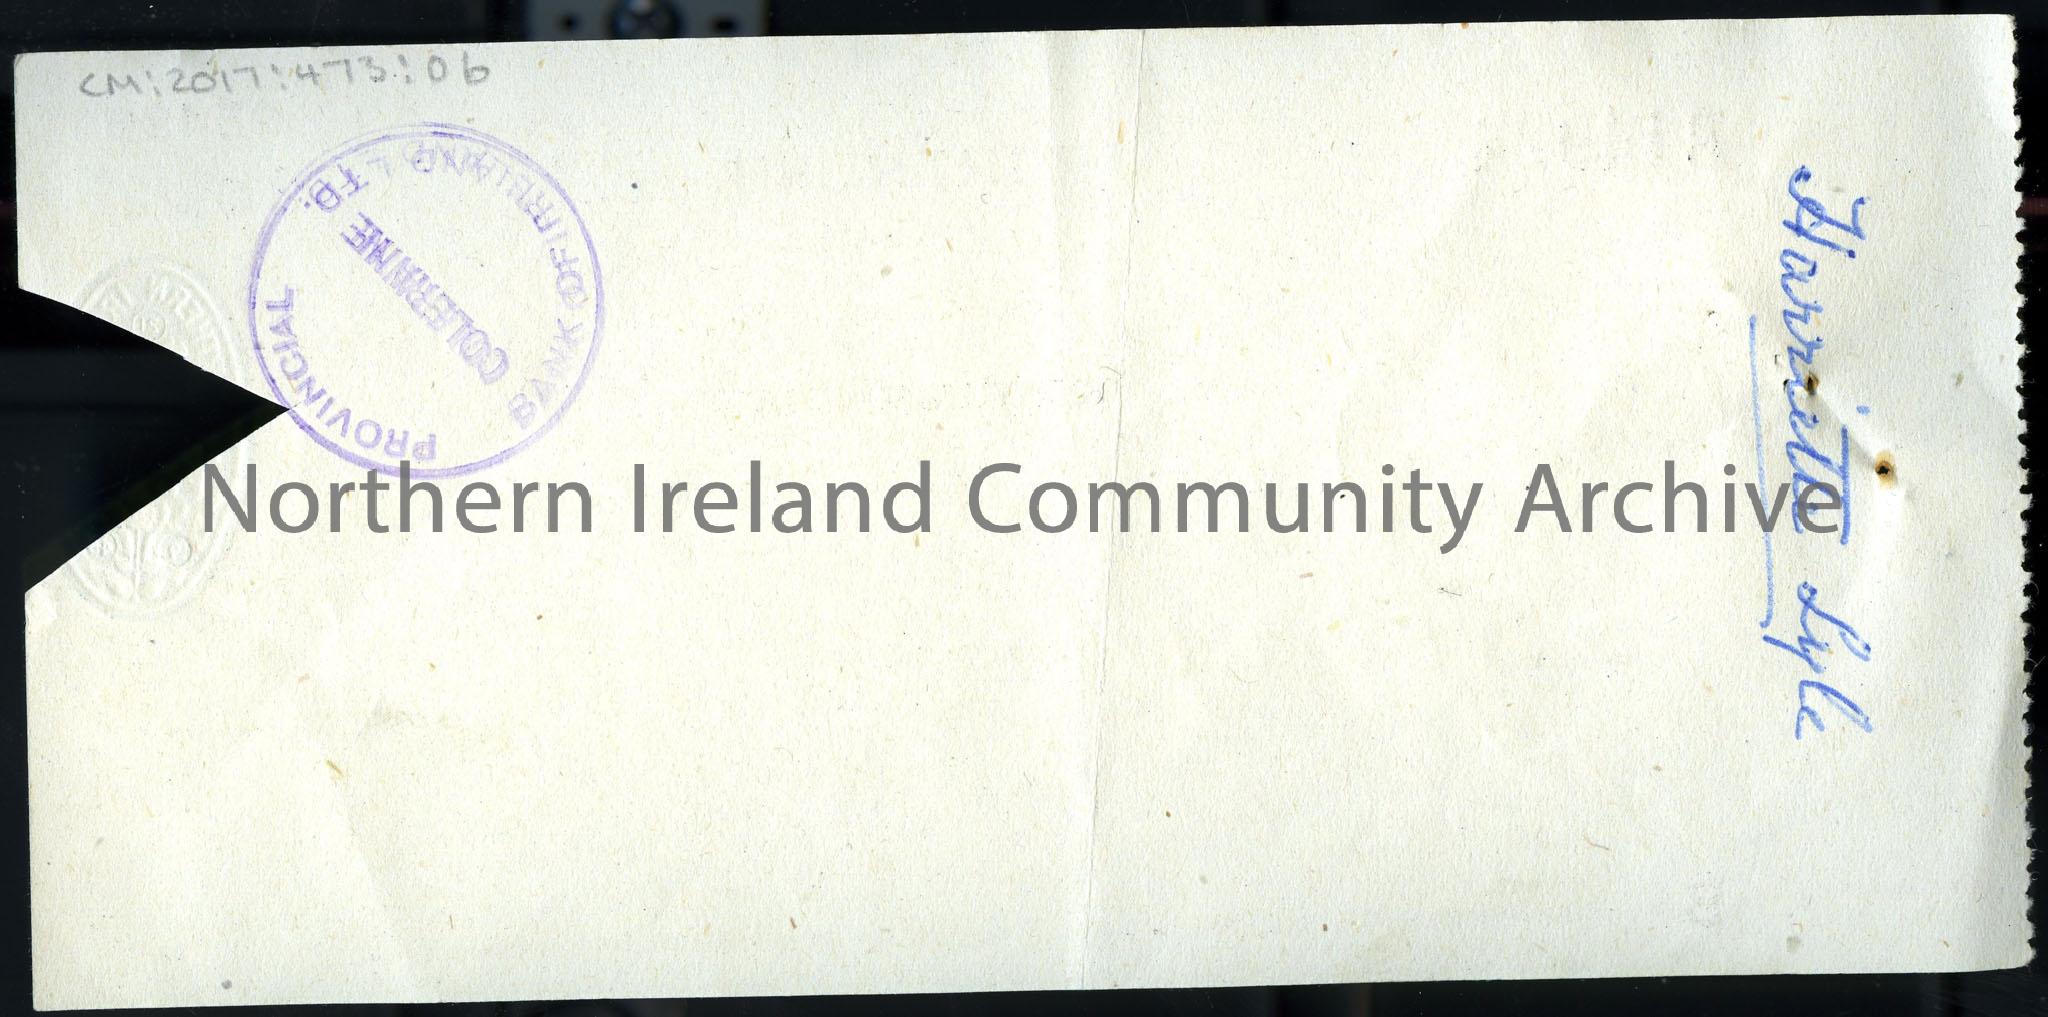 CM:2017:473:06
PROVINCIAL BANK OF IRELAND LTD.
COLERAINE
Harriette Lyle
Northern Ireland Community Archive